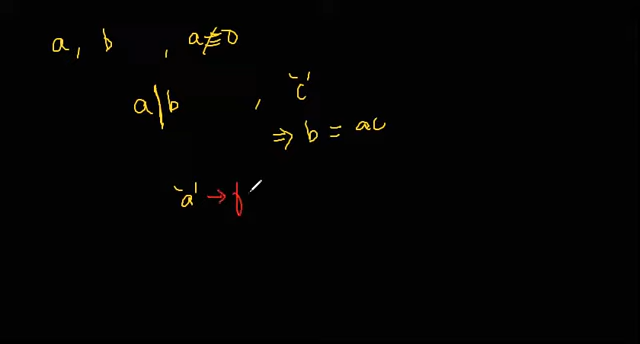 a, b , a≠0
a|b , 'c'
⇒ b = ac
'a' → f